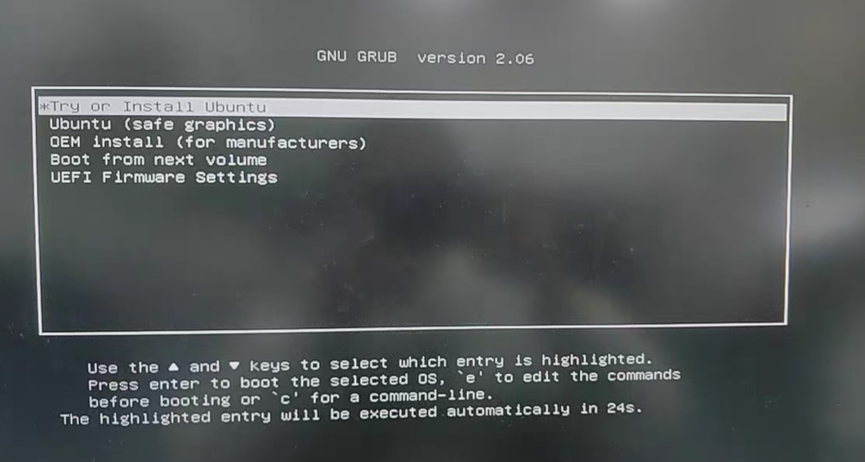 GNU GRUB version 2.06
*Try or Install Ubuntu
Ubuntu (safe graphics)
OEM install (for manufacturers)
Boot from next volume
UEFI Firmware Settings
Use the ▲ and ▼ keys to select which entry is highlighted.
Press enter to boot the selected OS, `e' to edit the commands
before booting or `c' for a command-line.
The highlighted entry will be executed automatically in 24s.